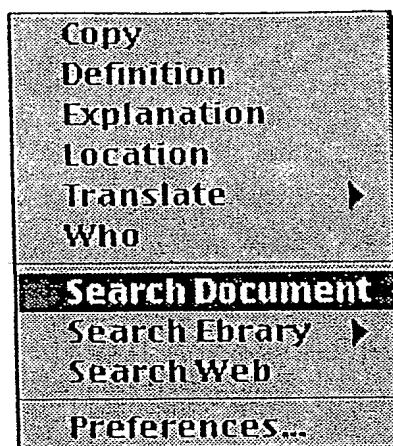 Copy
Definition
Explanation
Location
Translate
Who
Search Document
Search Ebrary
Search Web
Preferences...